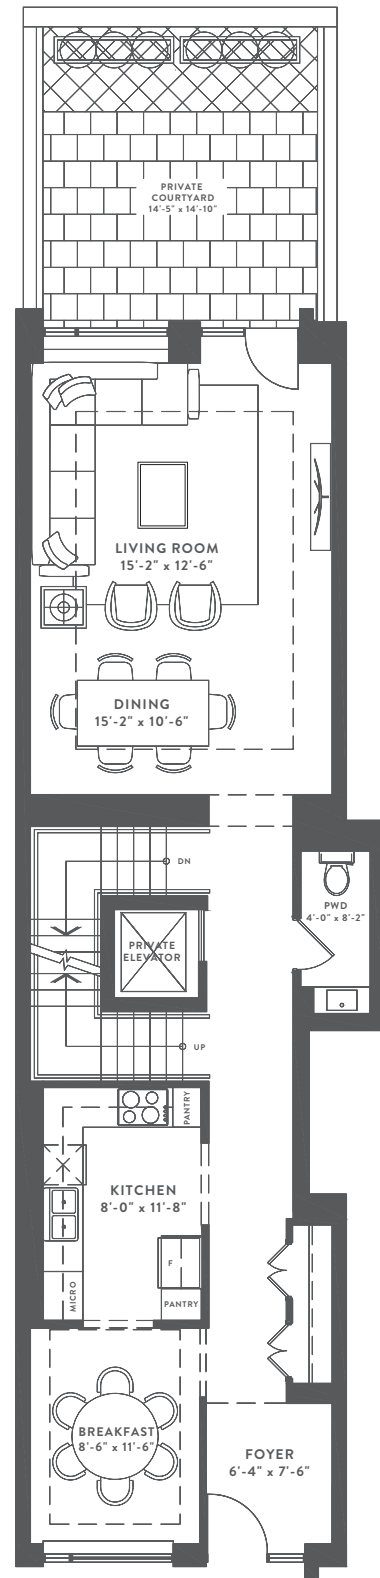 PRIVATE
COURTYARD
14'-5" x 14'-10"
LIVING ROOM
15'-2" x 12'-6"
DINING
15'-2" x 10'-6"
DN
PWD
4'-0" x 8'-2"
PRIVATE
ELEVATOR
UP
PANTRY
KITCHEN
8'-0" x 11'-8"
F
MICRO
PANTRY
BREAKFAST
8'-6" x 11'-6"
FOYER
6'-4" x 7'-6"